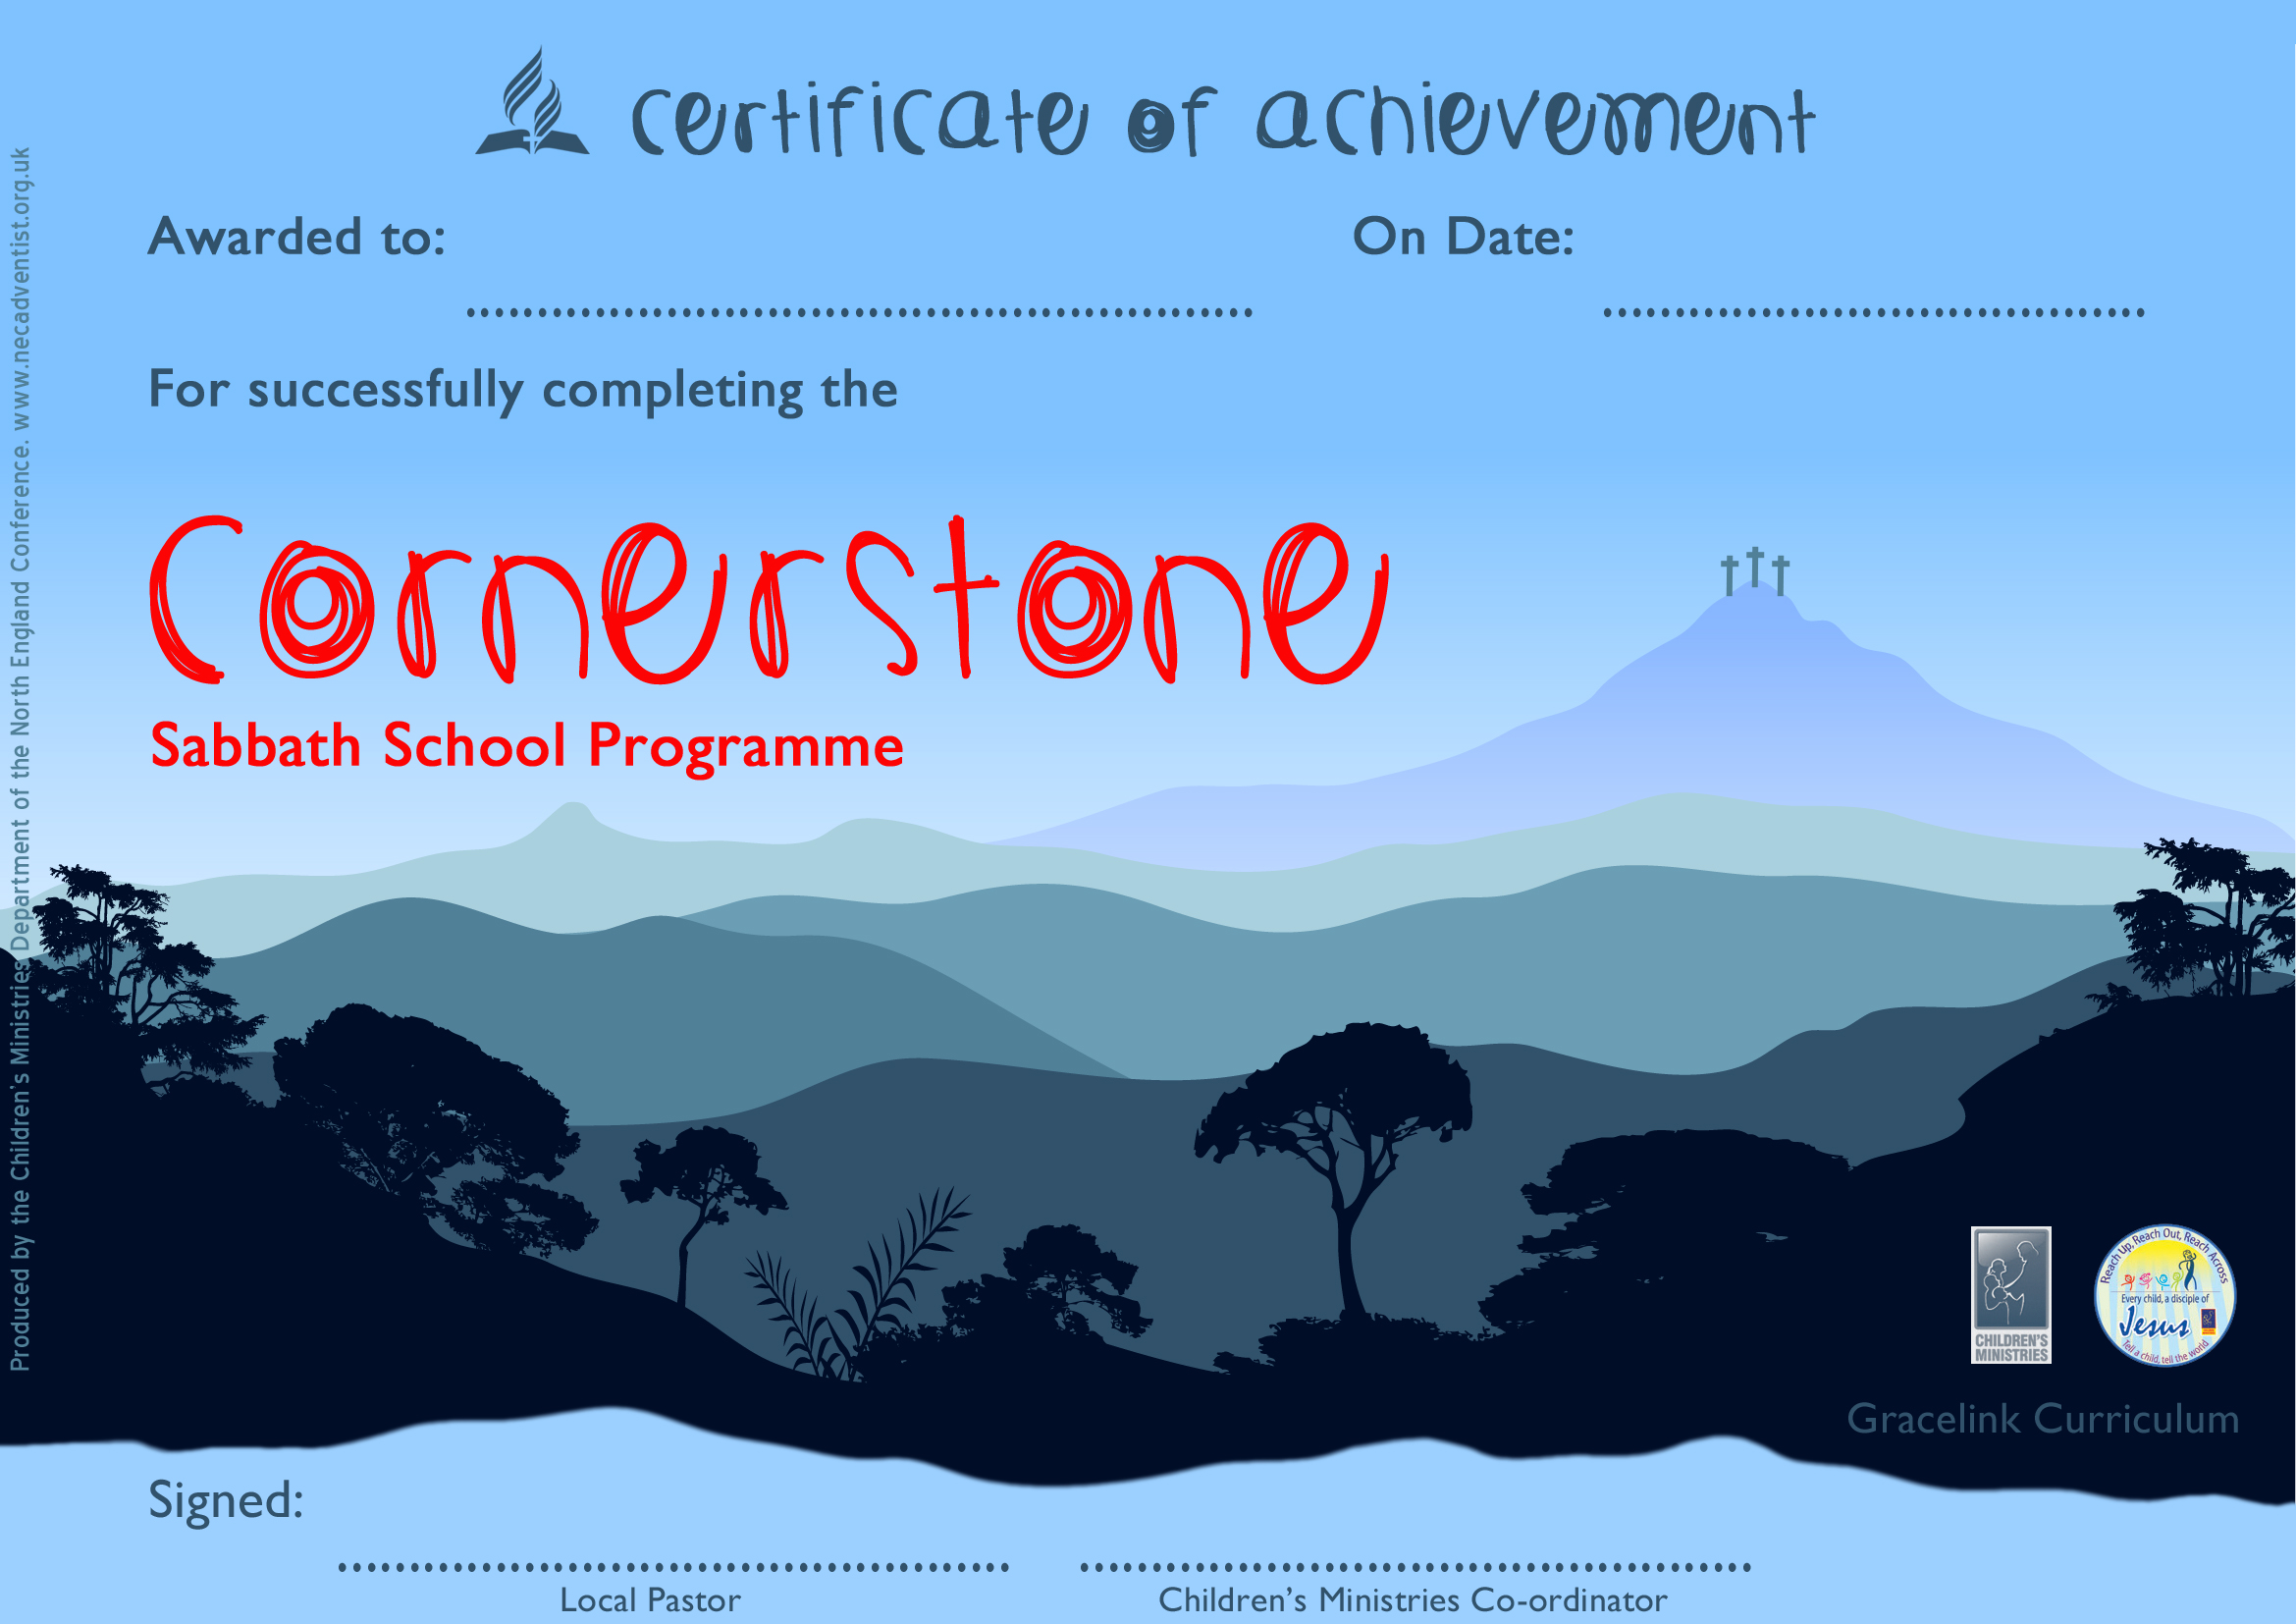 certificate of achievement
Awarded to:
On Date:
For successfully completing the
Cornerstone
Sabbath School Programme
Produced by the Children's Ministries Department of the North England Conference. www.necadventist.org.uk
CHILDREN'S
MINISTRIES
Reach Up, Reach Out, Reach Across
Every child, a disciple of
Jesus
Tell a child, tell the world
Gracelink Curriculum
Signed:
Local Pastor
Children's Ministries Co-ordinator